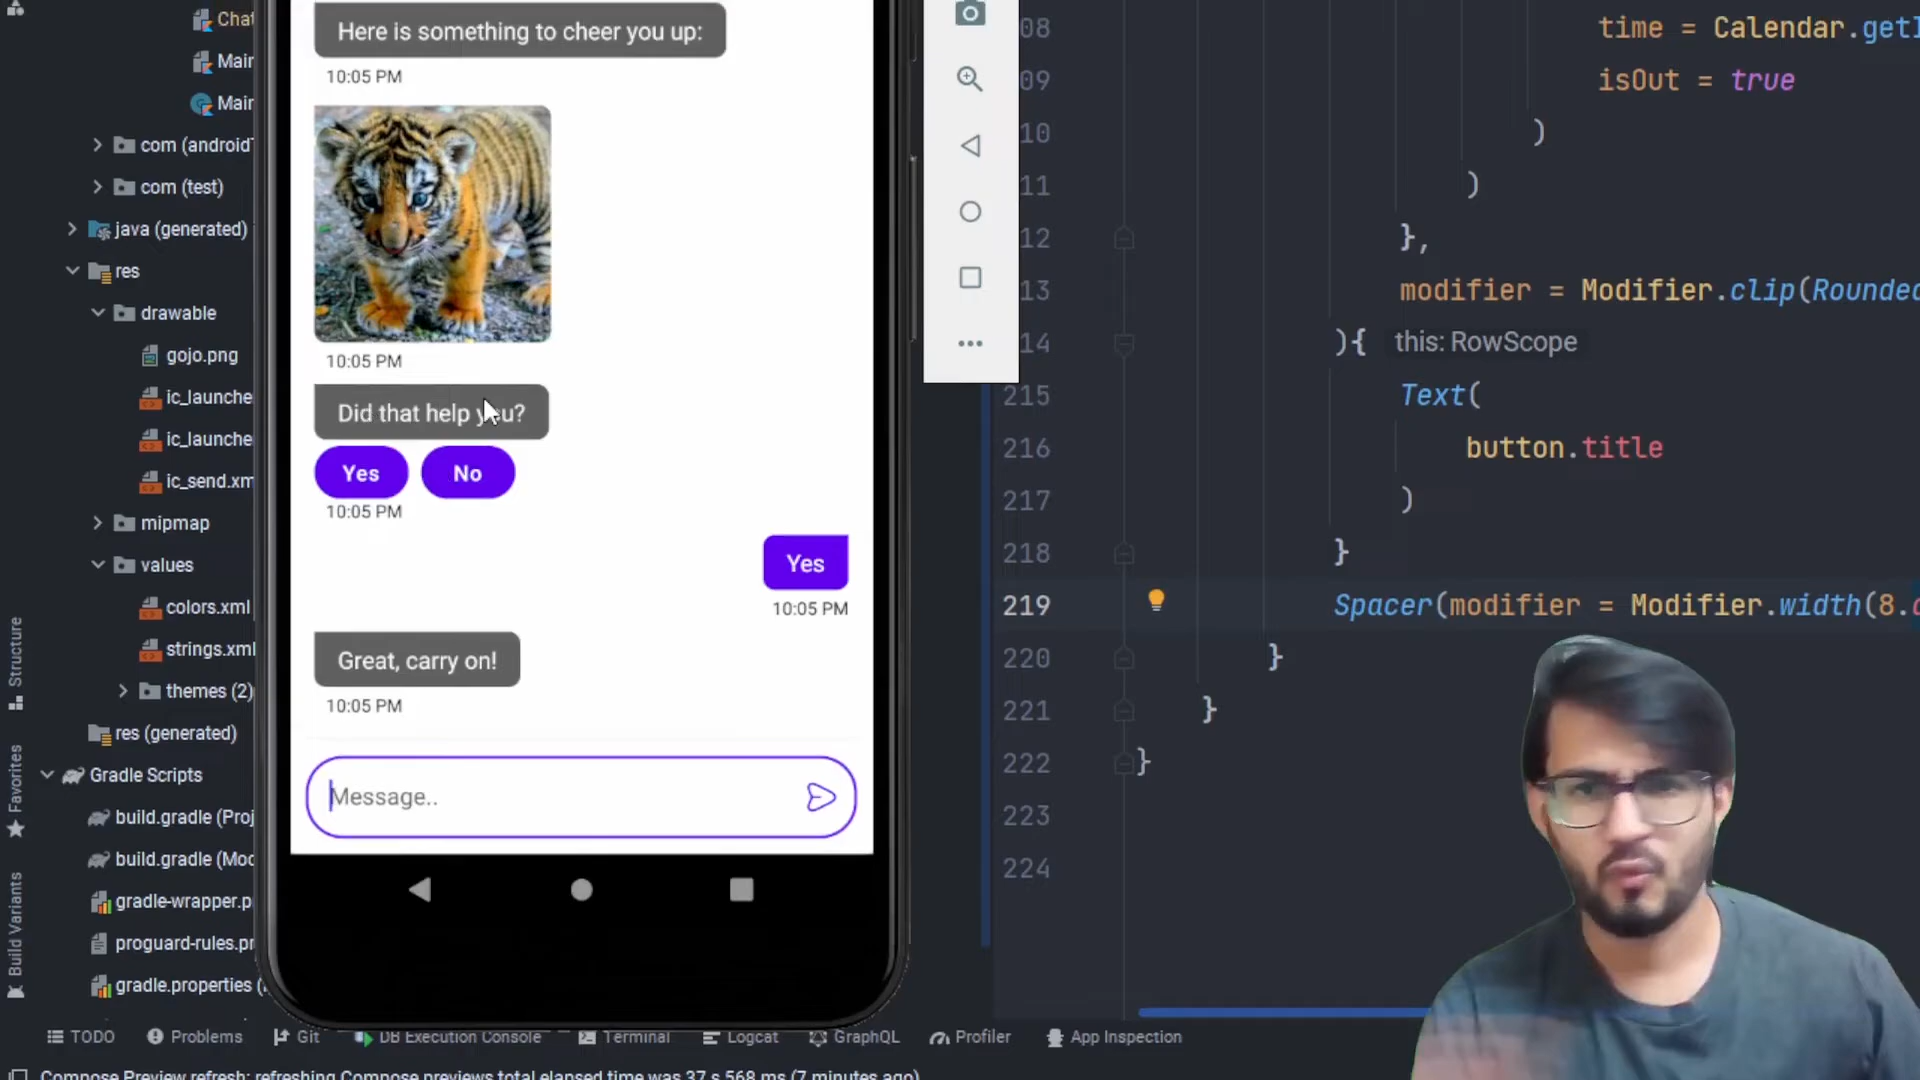 Chat
Main
Main
com (android
com (test)
java (generated)
res
drawable
gojo.png
ic_launche
ic_launche
ic_send.xm
mipmap
values
colors.xml
strings.xml
themes (2)
res (generated)
Gradle Scripts
build.gradle (Proj
build.gradle (Mod
gradle-wrapper.p
proguard-rules.pr
gradle.properties (
Structure
Favorites
Build Variants
Here is something to cheer you up:
10:05 PM
10:05 PM
Did that help you?
Yes No
10:05 PM
Yes
10:05 PM
Great, carry on!
10:05 PM
Message..
08 time = Calendar.getI
09 isOut = true
10 )
11 )
12 },
13 modifier = Modifier.clip(Rounded
14 ){ this: RowScope
215 Text(
216 button.title
217 )
218 }
219 Spacer(modifier = Modifier.width(8.d
220 }
221 }
222 }
223
224
TODO Problems Git DB Execution Console Terminal Logcat GraphQL Profiler App Inspection
Compose Preview refresh: refreshing Compose previews total elapsed time was 37 s 568 ms (7 minutes ago)